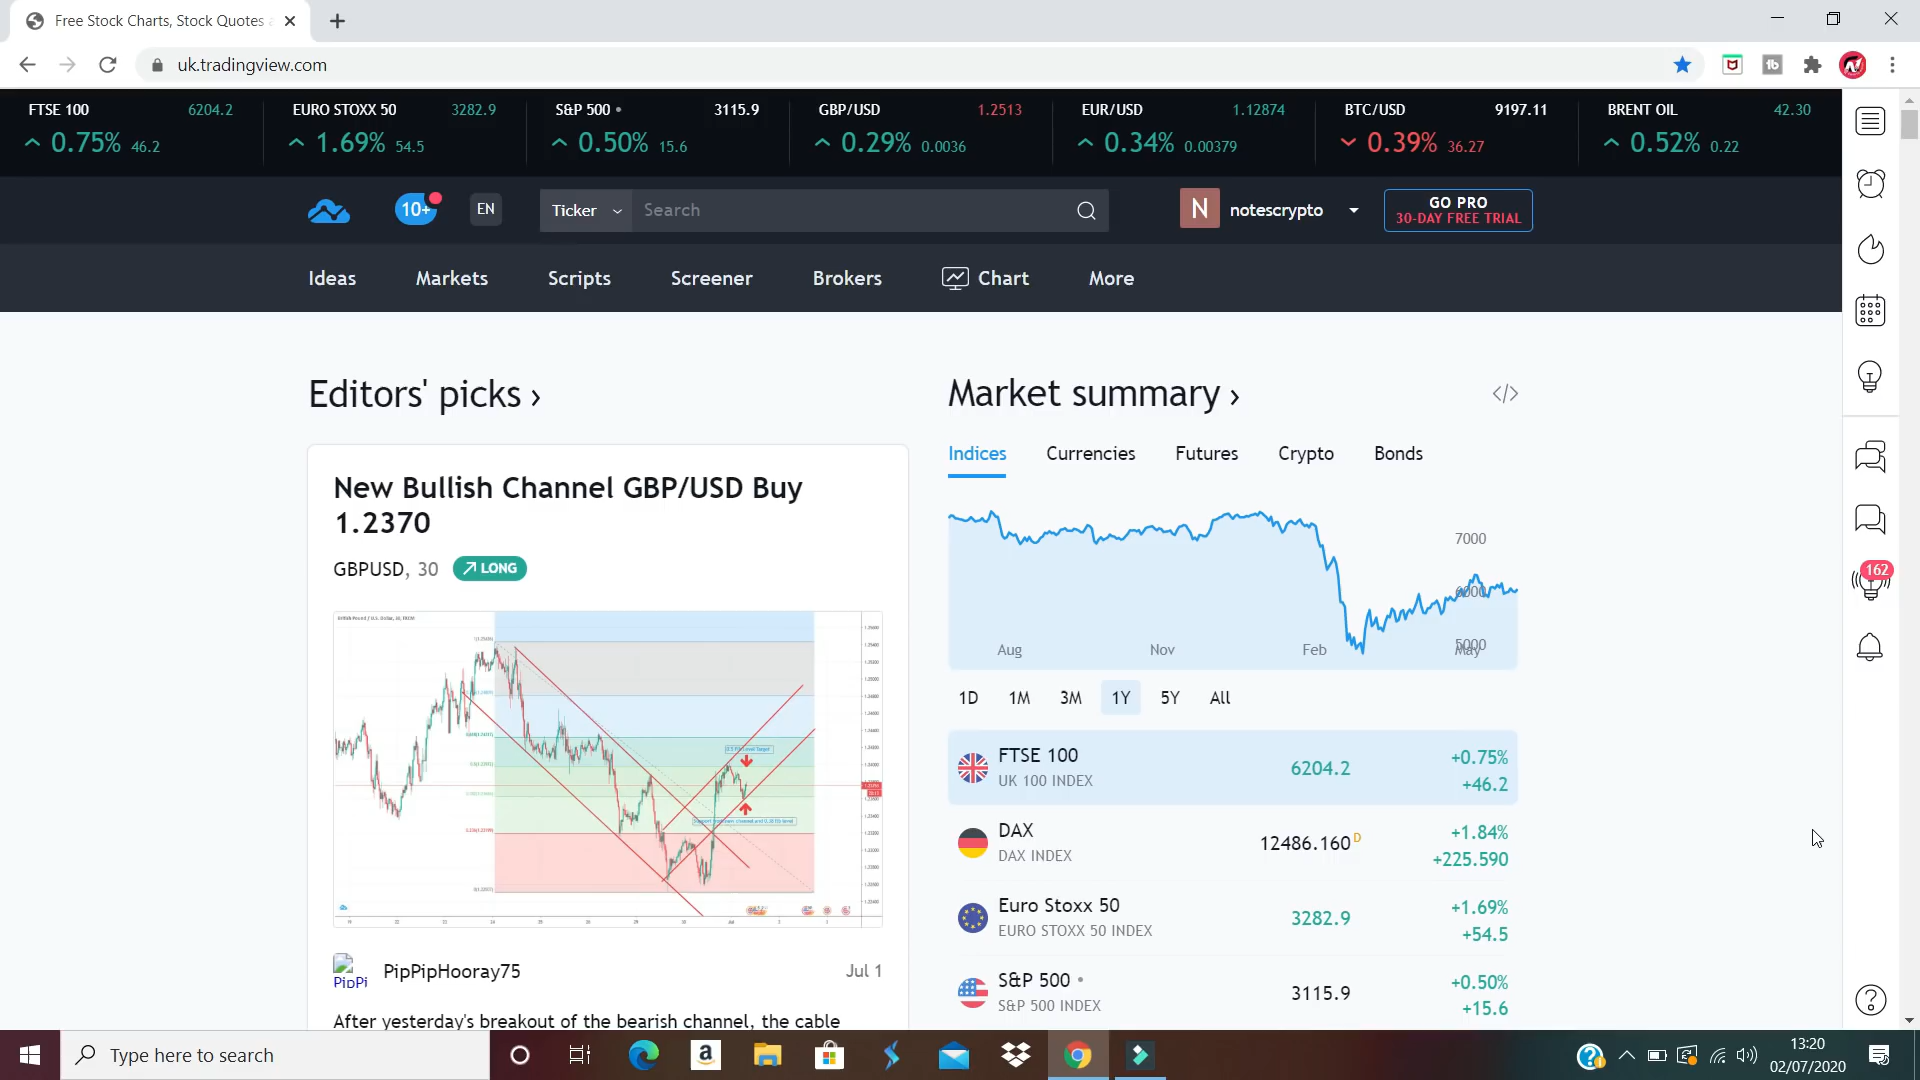 Free Stock Charts, Stock Quotes
uk.tradingview.com
FTSE 100 6204.2
0.75% 46.2
EURO STOXX 50 3282.9
1.69% 54.5
S&P 500 3115.9
0.50% 15.6
GBP/USD 1.2513
0.29% 0.0036
EUR/USD 1.12874
0.34% 0.00379
BTC/USD 9197.11
0.39% 36.27
BRENT OIL 42.30
0.52% 0.22
10+
EN
Ticker Search
N notescrypto
GO PRO
30-DAY FREE TRIAL
Ideas Markets Scripts Screener Brokers Chart More
Editors' picks ›
New Bullish Channel GBP/USD Buy
1.2370
GBPUSD, 30 LONG
PipPi PipPipHooray75 Jul 1
After yesterday's breakout of the bearish channel, the cable
Market summary › </>
Indices Currencies Futures Crypto Bonds
7000
6000
5000
Aug Nov Feb May
1D 1M 3M 1Y 5Y All
FTSE 100 6204.2 +0.75%
UK 100 INDEX +46.2
DAX 12486.160 D +1.84%
DAX INDEX +225.590
Euro Stoxx 50 3282.9 +1.69%
EURO STOXX 50 INDEX +54.5
S&P 500 3115.9 +0.50%
S&P 500 INDEX +15.6
162
Type here to search
13:20
02/07/2020